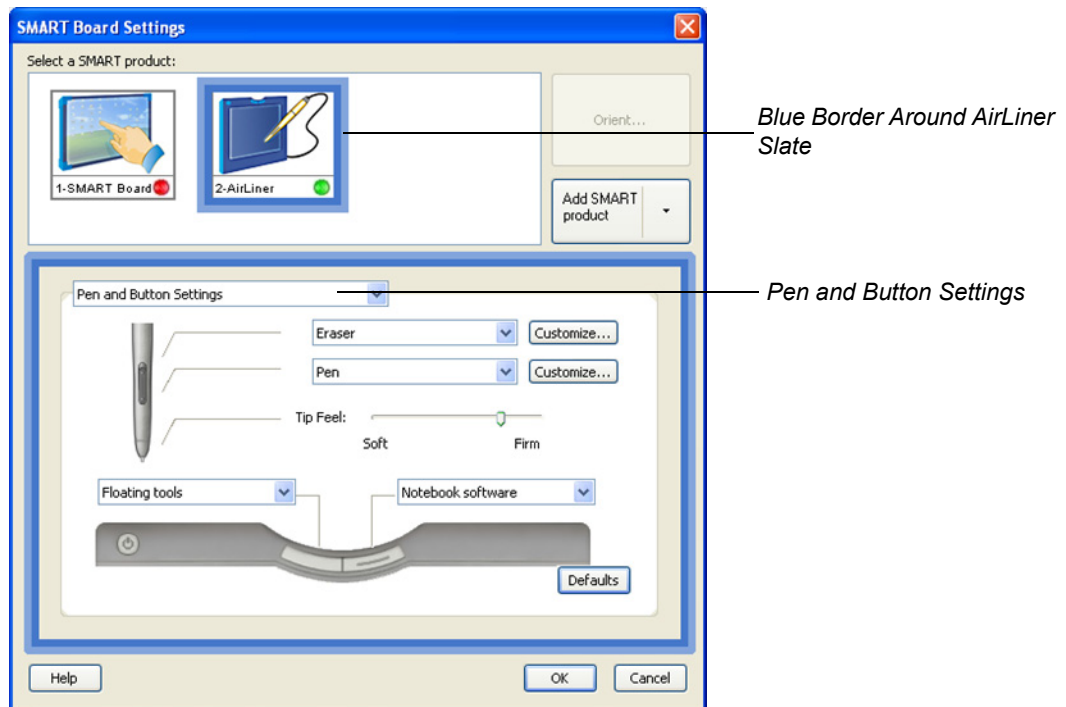 SMART Board Settings
Select a SMART product:
1-SMART Board
2-AirLiner
Orient...
Add SMART
product
Blue Border Around AirLiner
Slate
Pen and Button Settings
Pen and Button Settings
Eraser
Customize...
Pen
Customize...
Tip Feel:
Soft
Firm
Floating tools
Notebook software
Defaults
Help
OK
Cancel